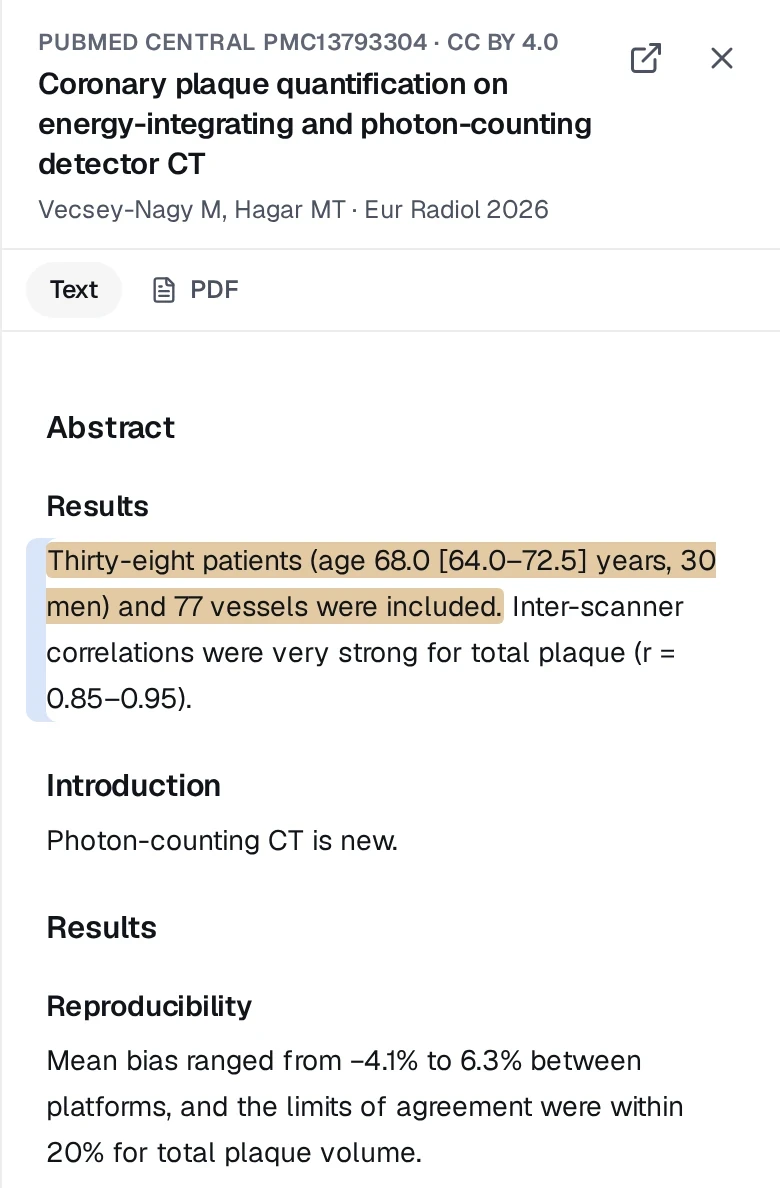 PUBMED CENTRAL PMC13793304 · CC BY 4.0
Coronary plaque quantification on
energy-integrating and photon-counting
detector CT
Vecsey-Nagy M, Hagar MT · Eur Radiol 2026
Text
PDF
Abstract
Results
Thirty-eight patients (age 68.0 [64.0–72.5] years, 30
men) and 77 vessels were included. Inter-scanner
correlations were very strong for total plaque (r =
0.85–0.95).
Introduction
Photon-counting CT is new.
Results
Reproducibility
Mean bias ranged from −4.1% to 6.3% between
platforms, and the limits of agreement were within
20% for total plaque volume.